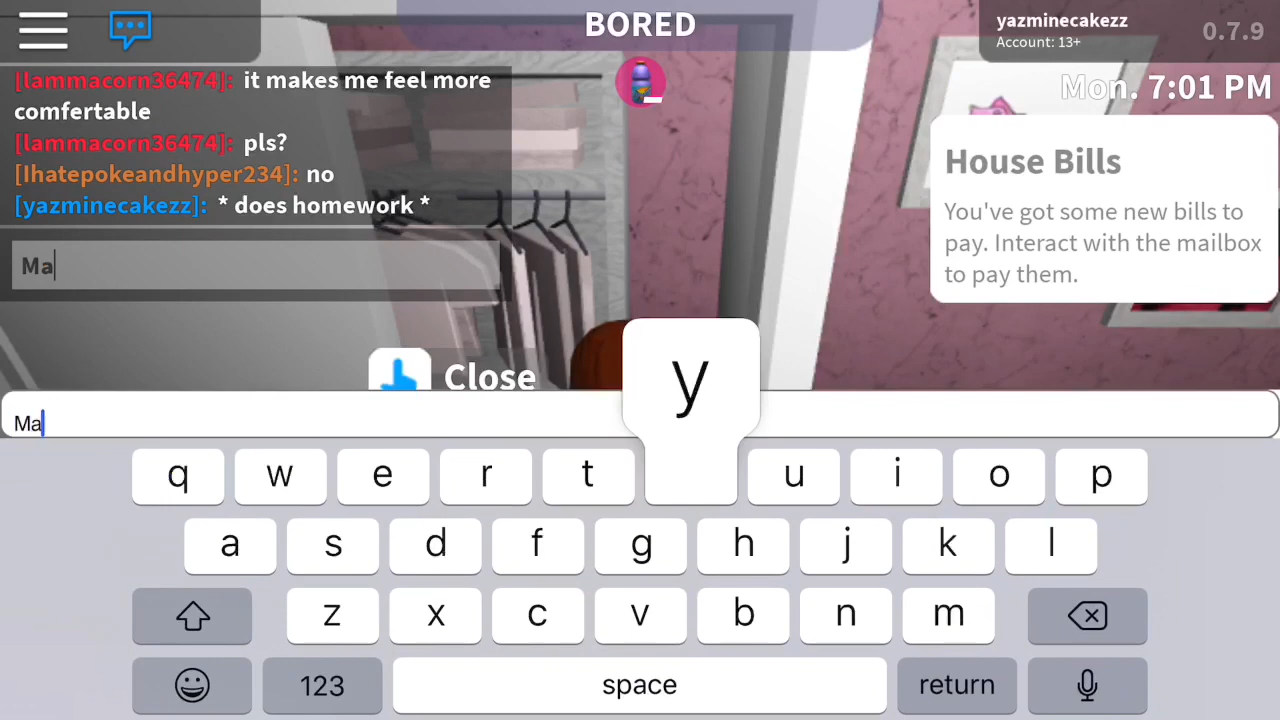 BORED
yazminecakezz
Account: 13+
0.7.9
Mon. 7:01 PM
[lammacorn36474]: it makes me feel more
comfertable
[lammacorn36474]: pls?
[Ihatepokeandhyper234]: no
[yazminecakezz]: * does homework *
Ma
House Bills
You've got some new bills to
pay. Interact with the mailbox
to pay them.
Close
Ma
y
q w e r t u i o p
a s d f g h j k l
z x c v b n m
123 space return